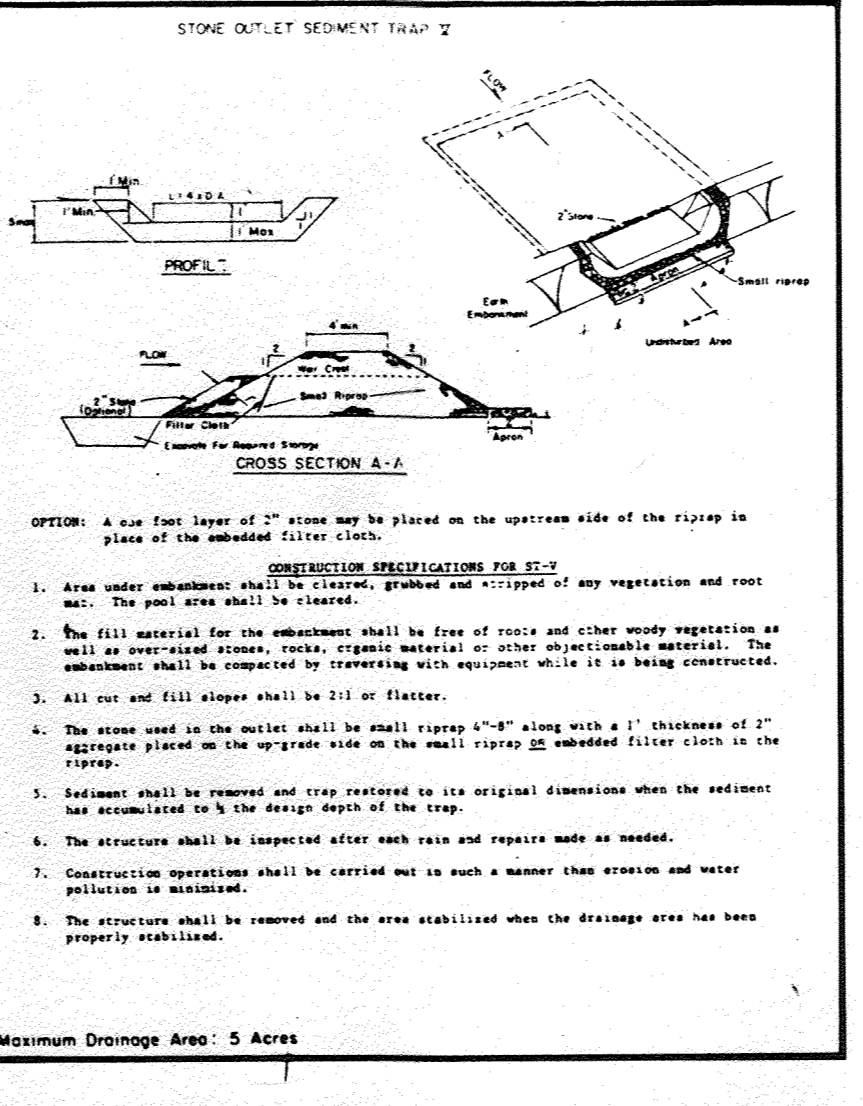 STONE OUTLET SEDIMENT TRAP V
FLOW
A
1' Min.
L = 4 x D.A.
1' Min.
5'max
1'
1' Max
1
1
PROFILE
2" Stone
Apron
Small riprap
Earth
Embankment
A
Undisturbed Area
4' min
FLOW
2
1
2
1
Weir Crest
2" Stone
(Optional)
Small Riprap
Filter Cloth
2'
Apron
Excavate For Required Storage
CROSS SECTION A-A
OPTION: A one foot layer of 2" stone may be placed on the upstream side of the riprap in
place of the embedded filter cloth.
CONSTRUCTION SPECIFICATIONS FOR ST-V
1. Area under embankment shall be cleared, grubbed and stripped of any vegetation and root
mat. The pool area shall be cleared.
2. The fill material for the embankment shall be free of roots and other woody vegetation as
well as over-sized stones, rocks, organic material or other objectionable material. The
embankment shall be compacted by traversing with equipment while it is being constructed.
3. All cut and fill slopes shall be 2:1 or flatter.
4. The stone used in the outlet shall be small riprap 4"-8" along with a 1' thickness of 2"
aggregate placed on the up-grade side on the small riprap OR embedded filter cloth in the
riprap.
5. Sediment shall be removed and trap restored to its original dimensions when the sediment
has accumulated to ½ the design depth of the trap.
6. The structure shall be inspected after each rain and repairs made as needed.
7. Construction operations shall be carried out in such a manner than erosion and water
pollution is minimized.
8. The structure shall be removed and the area stabilized when the drainage area has been
properly stabilized.
Maximum Drainage Area: 5 Acres